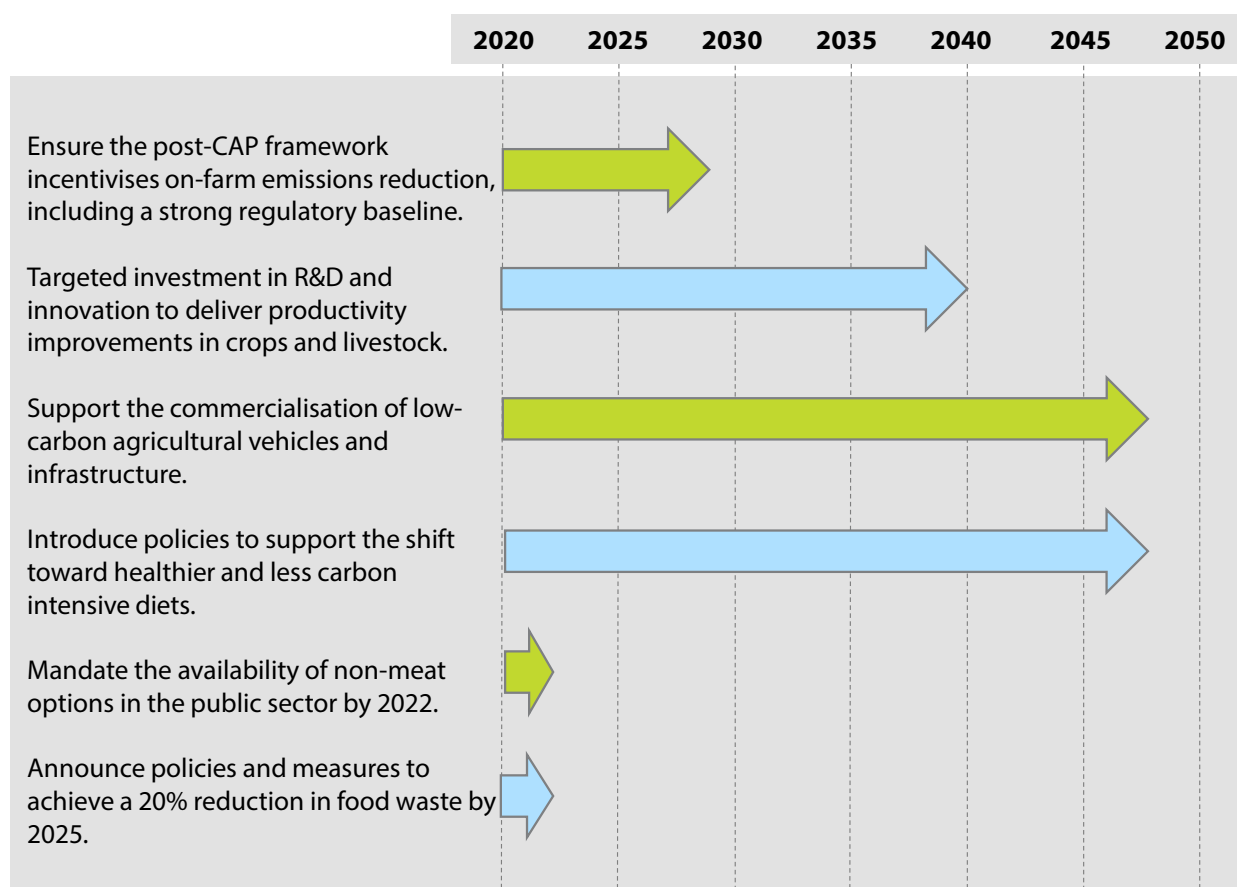 2020 2025 2030 2035 2040 2045 2050
Ensure the post-CAP framework
incentivises on-farm emissions reduction,
including a strong regulatory baseline.
Targeted investment in R&D and
innovation to deliver productivity
improvements in crops and livestock.
Support the commercialisation of low-
carbon agricultural vehicles and
infrastructure.
Introduce policies to support the shift
toward healthier and less carbon
intensive diets.
Mandate the availability of non-meat
options in the public sector by 2022.
Announce policies and measures to
achieve a 20% reduction in food waste by
2025.